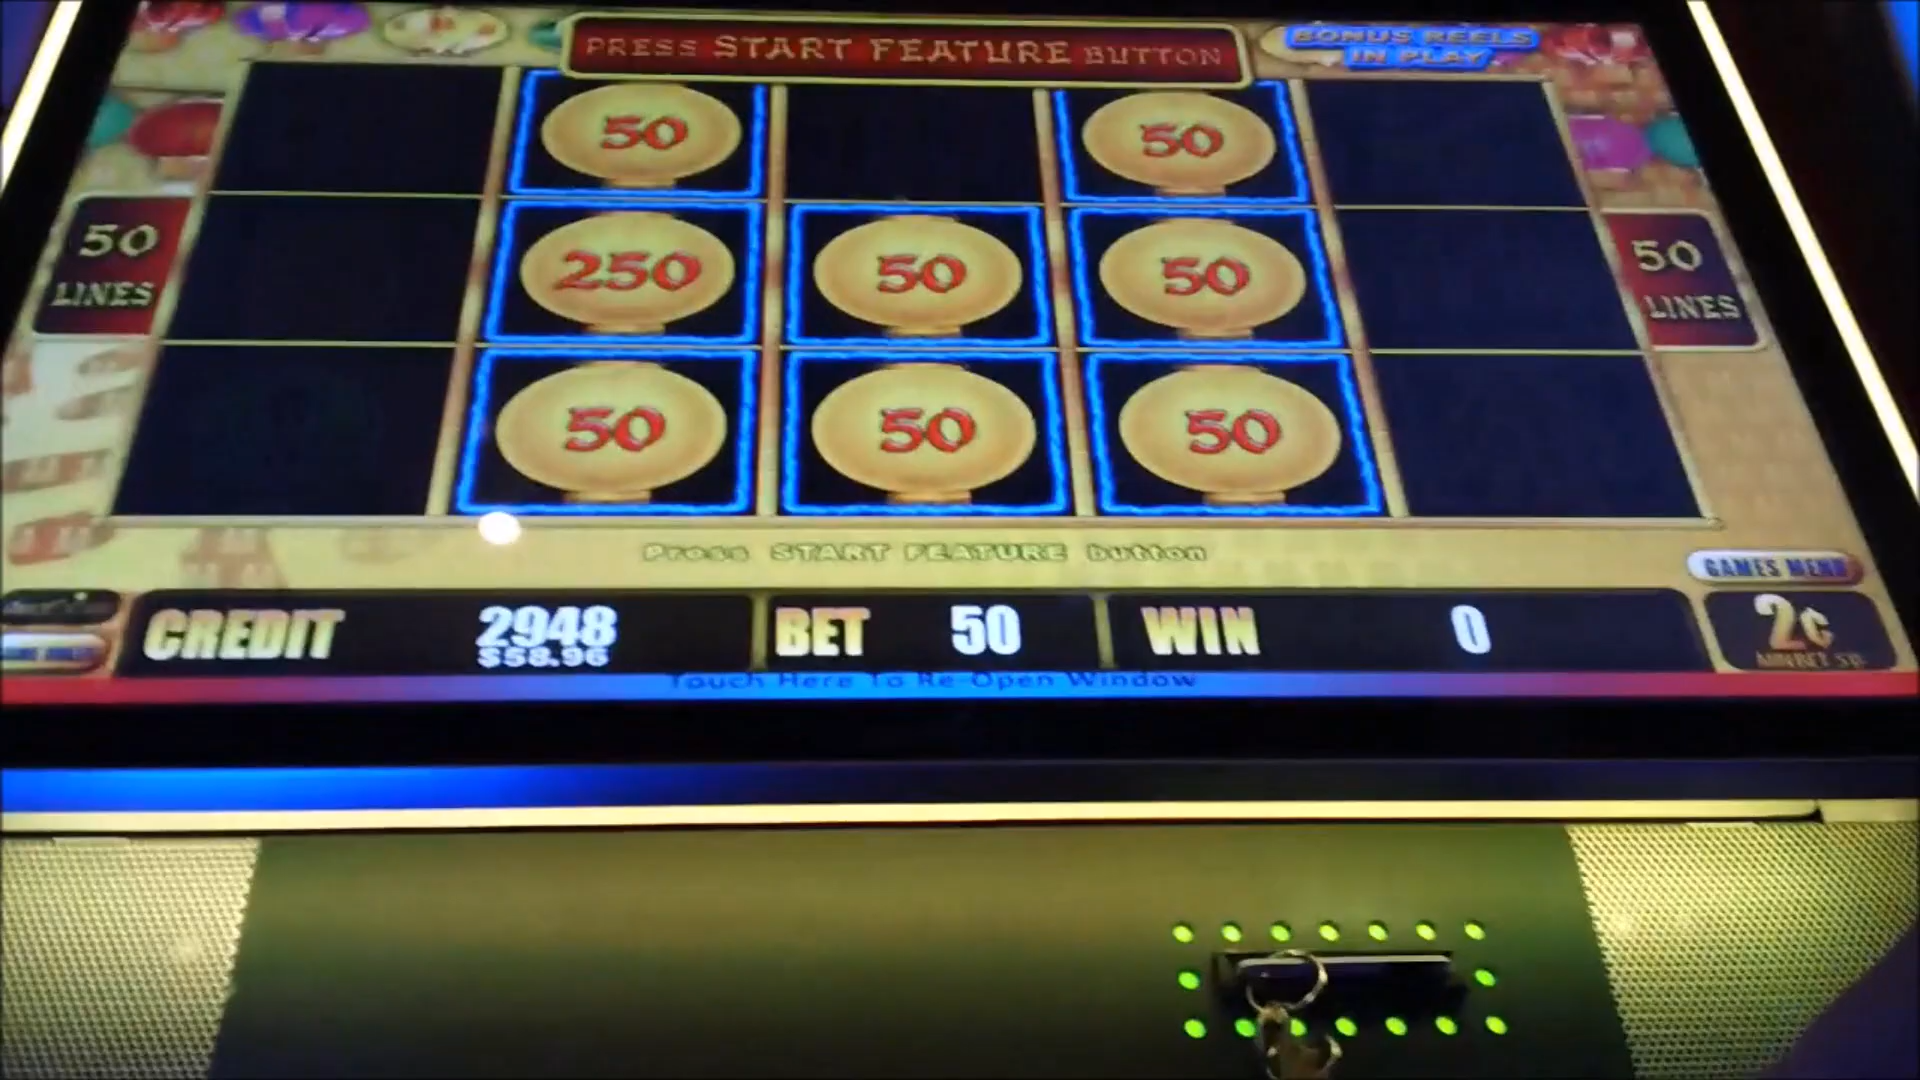 PRESS START FEATURE BUTTON
BONUS REELS
IN PLAY
50
50
50
LINES
250
50
50
50
LINES
50
50
50
Press START FEATURE button
GAMES MENU
CREDIT 2948
$58.96
BET 50
WIN 0
2¢
Touch Here To Re-Open Window